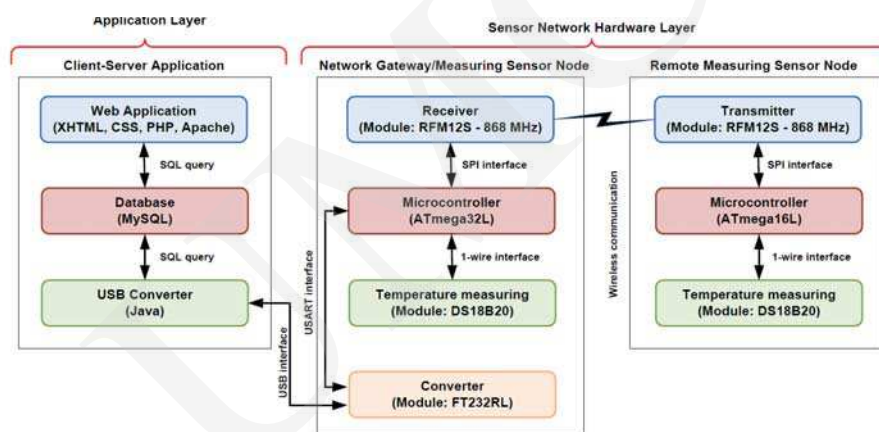 Application Layer
Sensor Network Hardware Layer
Client-Server Application
Network Gateway/Measuring Sensor Node
Remote Measuring Sensor Node
Web Application
(XHTML, CSS, PHP, Apache)
SQL query
Database
(MySQL)
SQL query
USB Converter
(Java)
USB interface
USART interface
Receiver
(Module: RFM12S - 868 MHz)
SPI interface
Microcontroller
(ATmega32L)
1-wire interface
Temperature measuring
(Module: DS18B20)
Converter
(Module: FT232RL)
Wireless communication
Transmitter
(Module: RFM12S - 868 MHz)
SPI interface
Microcontroller
(ATmega16L)
1-wire interface
Temperature measuring
(Module: DS18B20)